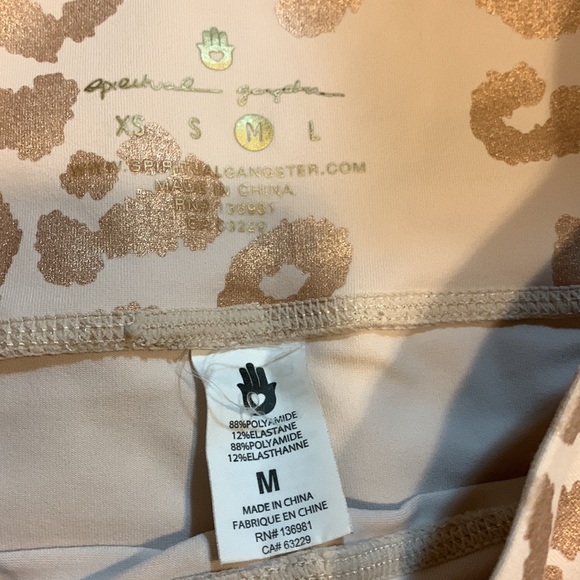 spiritual gangster
XS S M L
WWW.SPIRITUALGANGSTER.COM
MADE IN CHINA
RN# 136981
CA# 63229
88%POLYAMIDE
12%ELASTANE
88%POLYAMIDE
12%ELASTHANNE
M
MADE IN CHINA
FABRIQUÉ EN CHINE
RN# 136981
CA# 63229